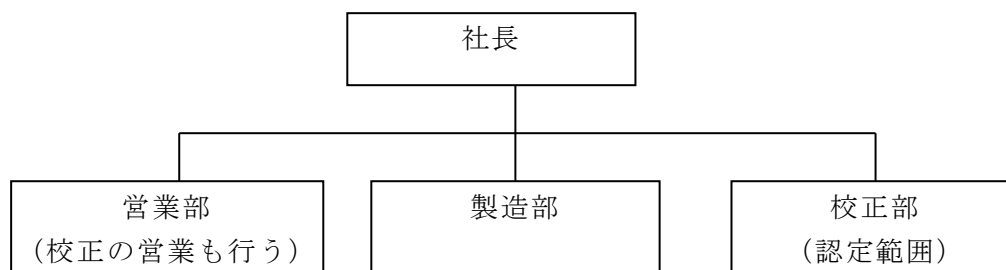 社長
営業部
(校正の営業も行う)
製造部
校正部
(認定範囲)